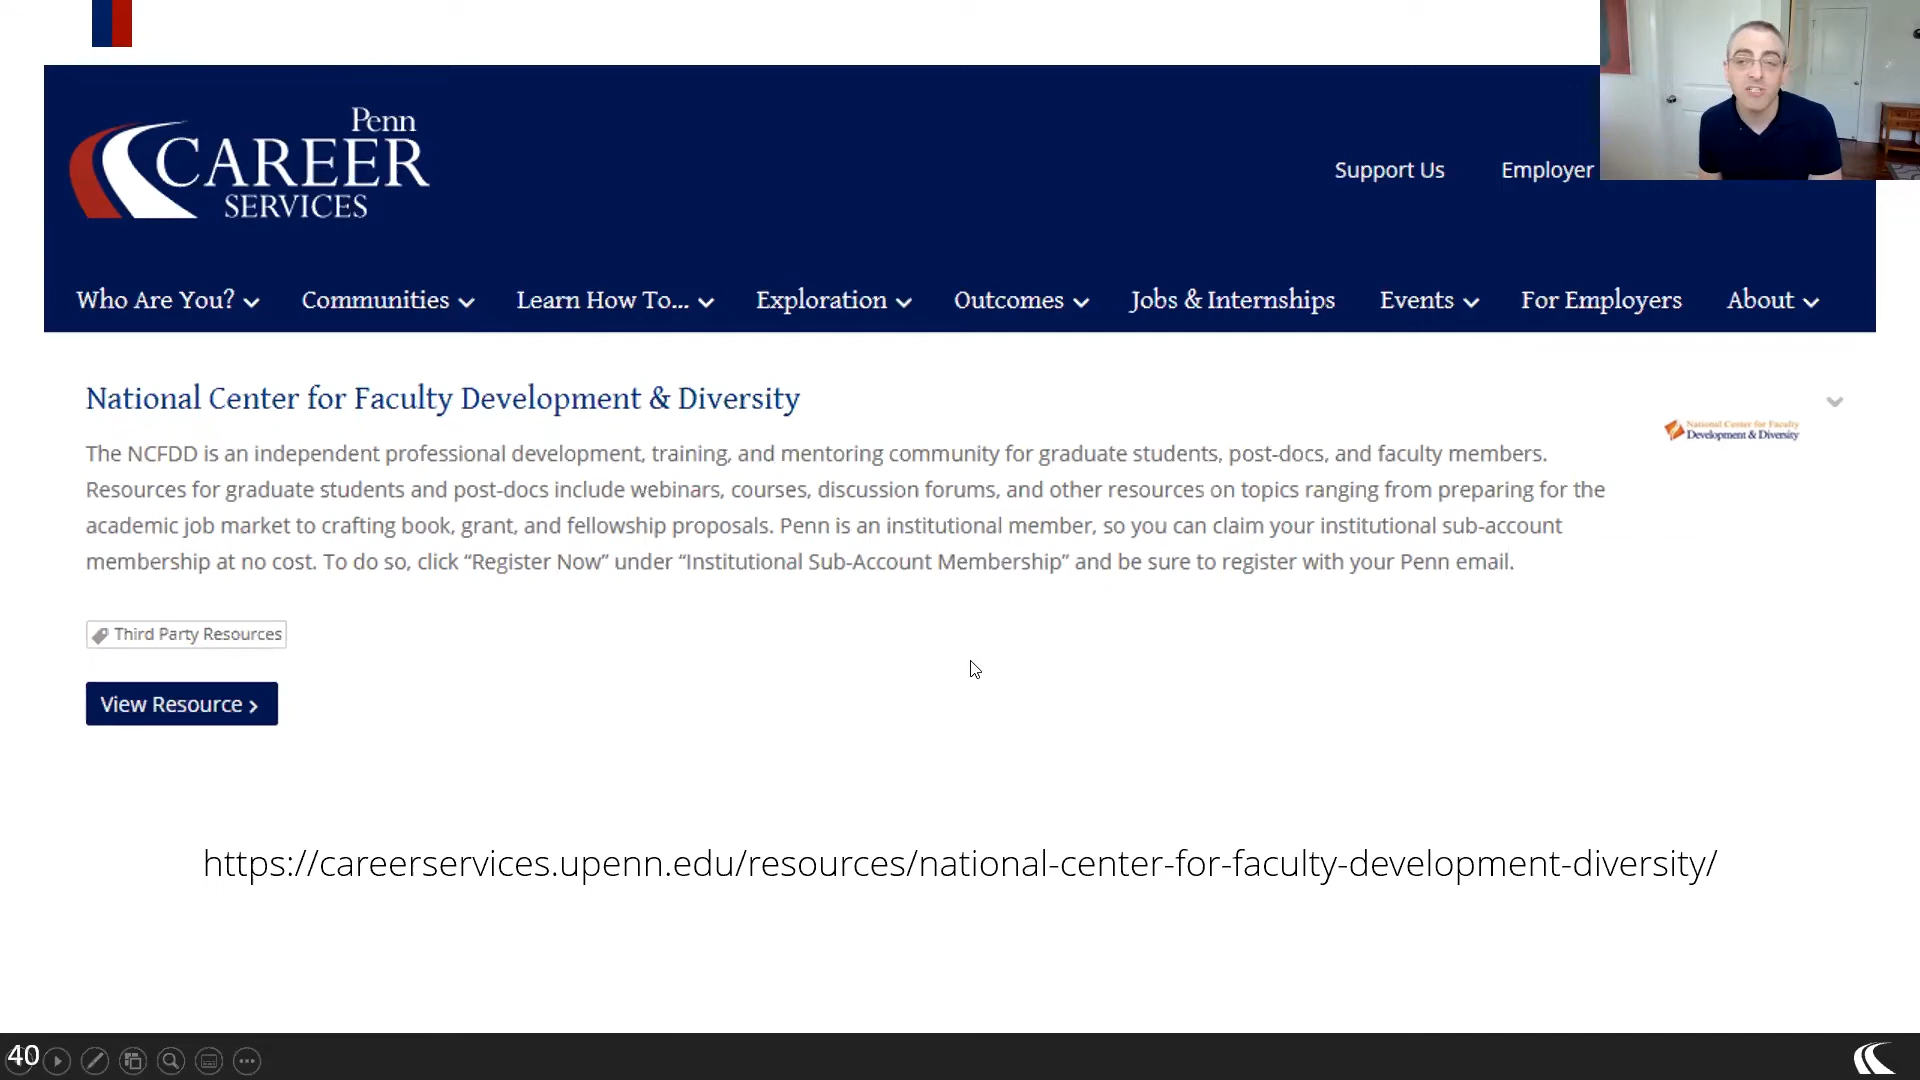 Penn
CAREER
SERVICES
Support Us
Employer
Who Are You?
Communities
Learn How To...
Exploration
Outcomes
Jobs & Internships
Events
For Employers
About
National Center for Faculty Development & Diversity
National Center for Faculty
Development & Diversity
The NCFDD is an independent professional development, training, and mentoring community for graduate students, post-docs, and faculty members.
Resources for graduate students and post-docs include webinars, courses, discussion forums, and other resources on topics ranging from preparing for the
academic job market to crafting book, grant, and fellowship proposals. Penn is an institutional member, so you can claim your institutional sub-account
membership at no cost. To do so, click “Register Now” under “Institutional Sub-Account Membership” and be sure to register with your Penn email.
Third Party Resources
View Resource
https://careerservices.upenn.edu/resources/national-center-for-faculty-development-diversity/
40